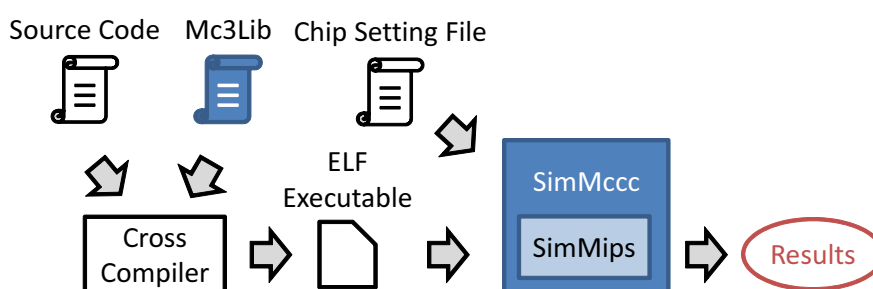 Source Code
Mc3Lib
Chip Setting File
ELF
Executable
SimMccc
Cross
Compiler
SimMips
Results